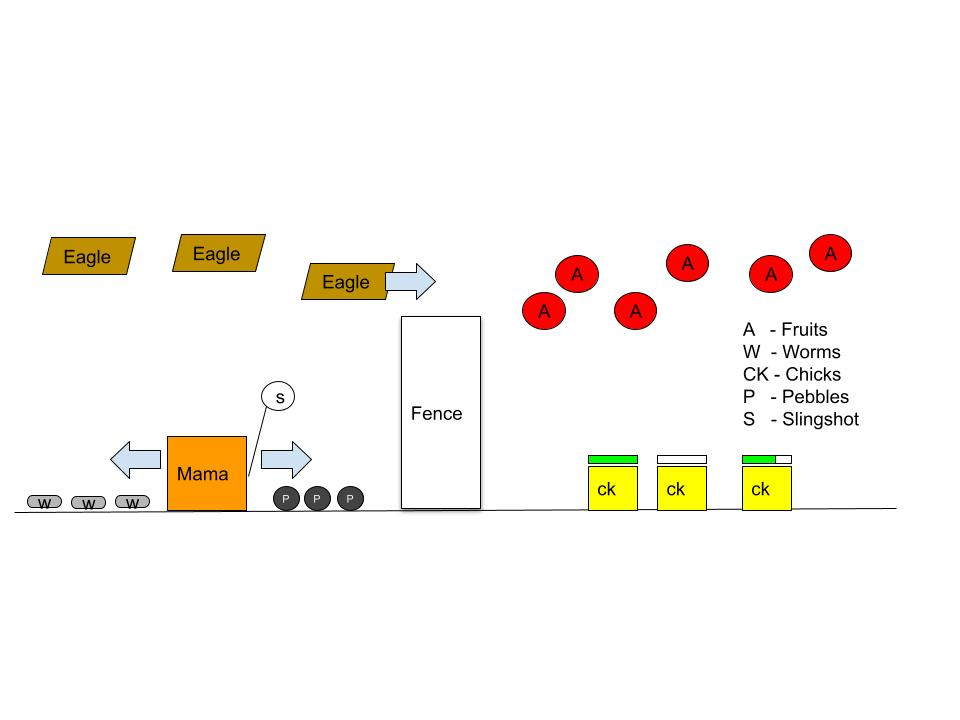 Eagle
Eagle
Eagle
A
A
A
A
A
A
A - Fruits
W - Worms
CK - Chicks
P - Pebbles
S - Slingshot
s
Fence
Mama
W
W
W
P
P
P
ck
ck
ck